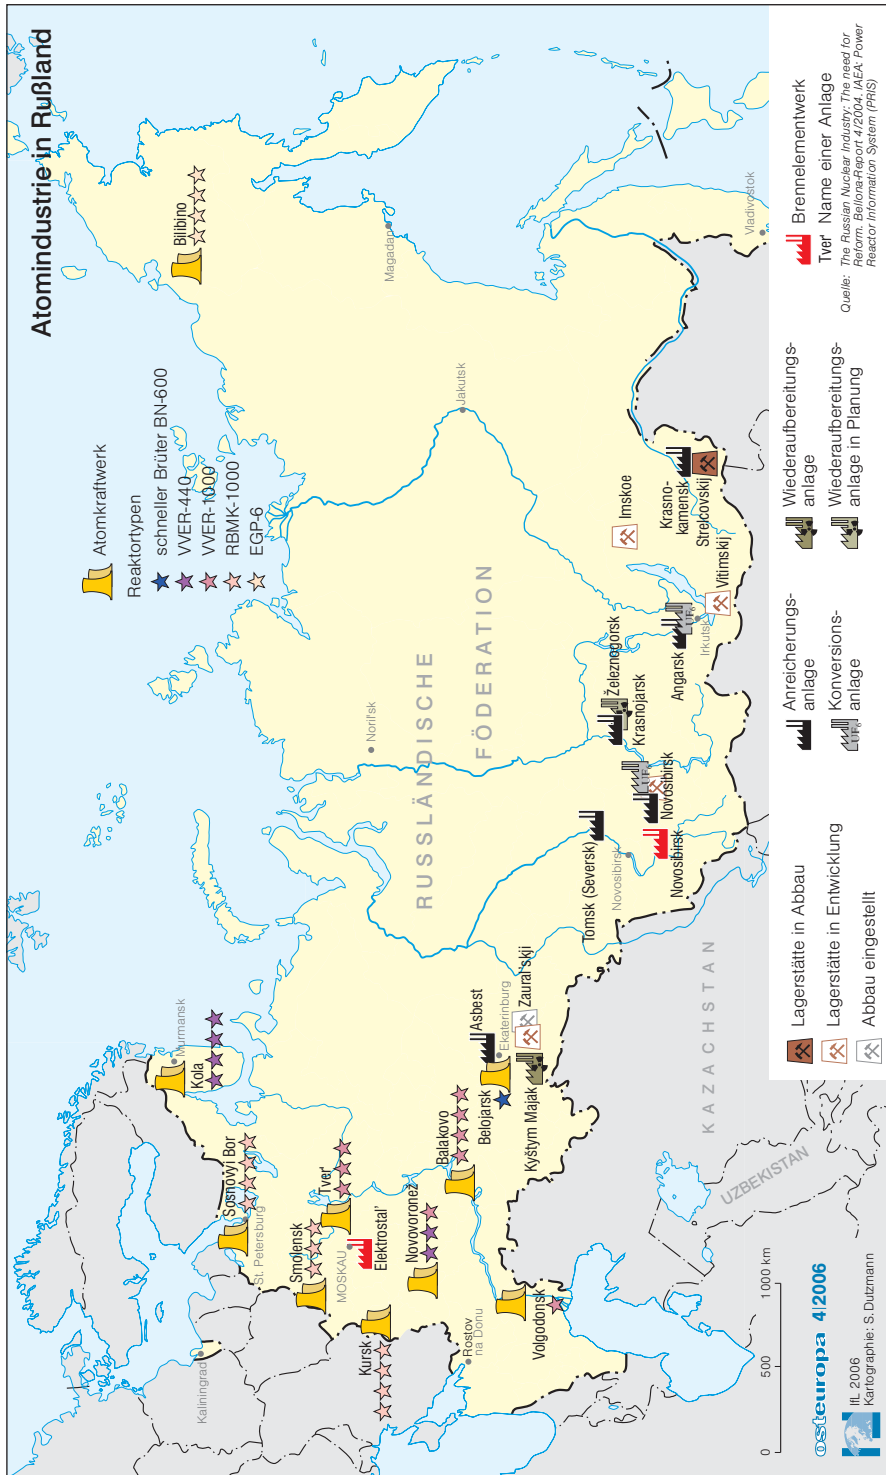 Atomindustrie in Rußland
Atomkraftwerk
Reaktortypen
schneller Brüter BN-600
VVER-440
VVER-1000
RBMK-1000
EGP-6
Bilibino
Magadan
Jakutsk
Vladivostok
Noril'sk
RUSSLÄNDISCHE
FÖDERATION
Murmansk
Kola
Sosnovyi Bor
St. Petersburg
Kaliningrad
Smolensk
Tver'
MOSKAU
Elektrostal'
Kursk
Novovoronež
Rostov
na Donu
Volgodonsk
Balakovo
Belojarsk
Asbest
Ekaterinburg
Zaural'skji
Kyštym Majak
Tomsk (Seversk)
Novosibirsk
Novosibirsk
Novosibirsk
UF6
Krasnojarsk
Železnogorsk
Angarsk
UF6
Irkutsk
Vitimskij
Imskoe
Krasno-
kamensk
Strelcovskij
KAZACHSTAN
UZBEKISTAN
0 500 1000 km
osteuropa 4|2006
IfL 2006
Kartographie: S. Dutzmann
Lagerstätte in Abbau
Lagerstätte in Entwicklung
Abbau eingestellt
Anreicherungs-
anlage
UF6
Konversions-
anlage
Wiederaufbereitungs-
anlage
Wiederaufbereitungs-
anlage in Planung
Brennelementwerk
Tver' Name einer Anlage
Quelle: The Russian Nuclear Industry: The need for
Reform. Bellona-Report 4/2004. IAEA: Power
Reactor Information System (PRIS)